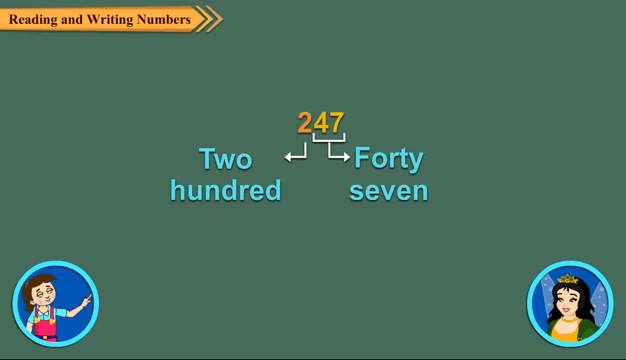 Reading and Writing Numbers
247
Two
hundred
Forty
seven